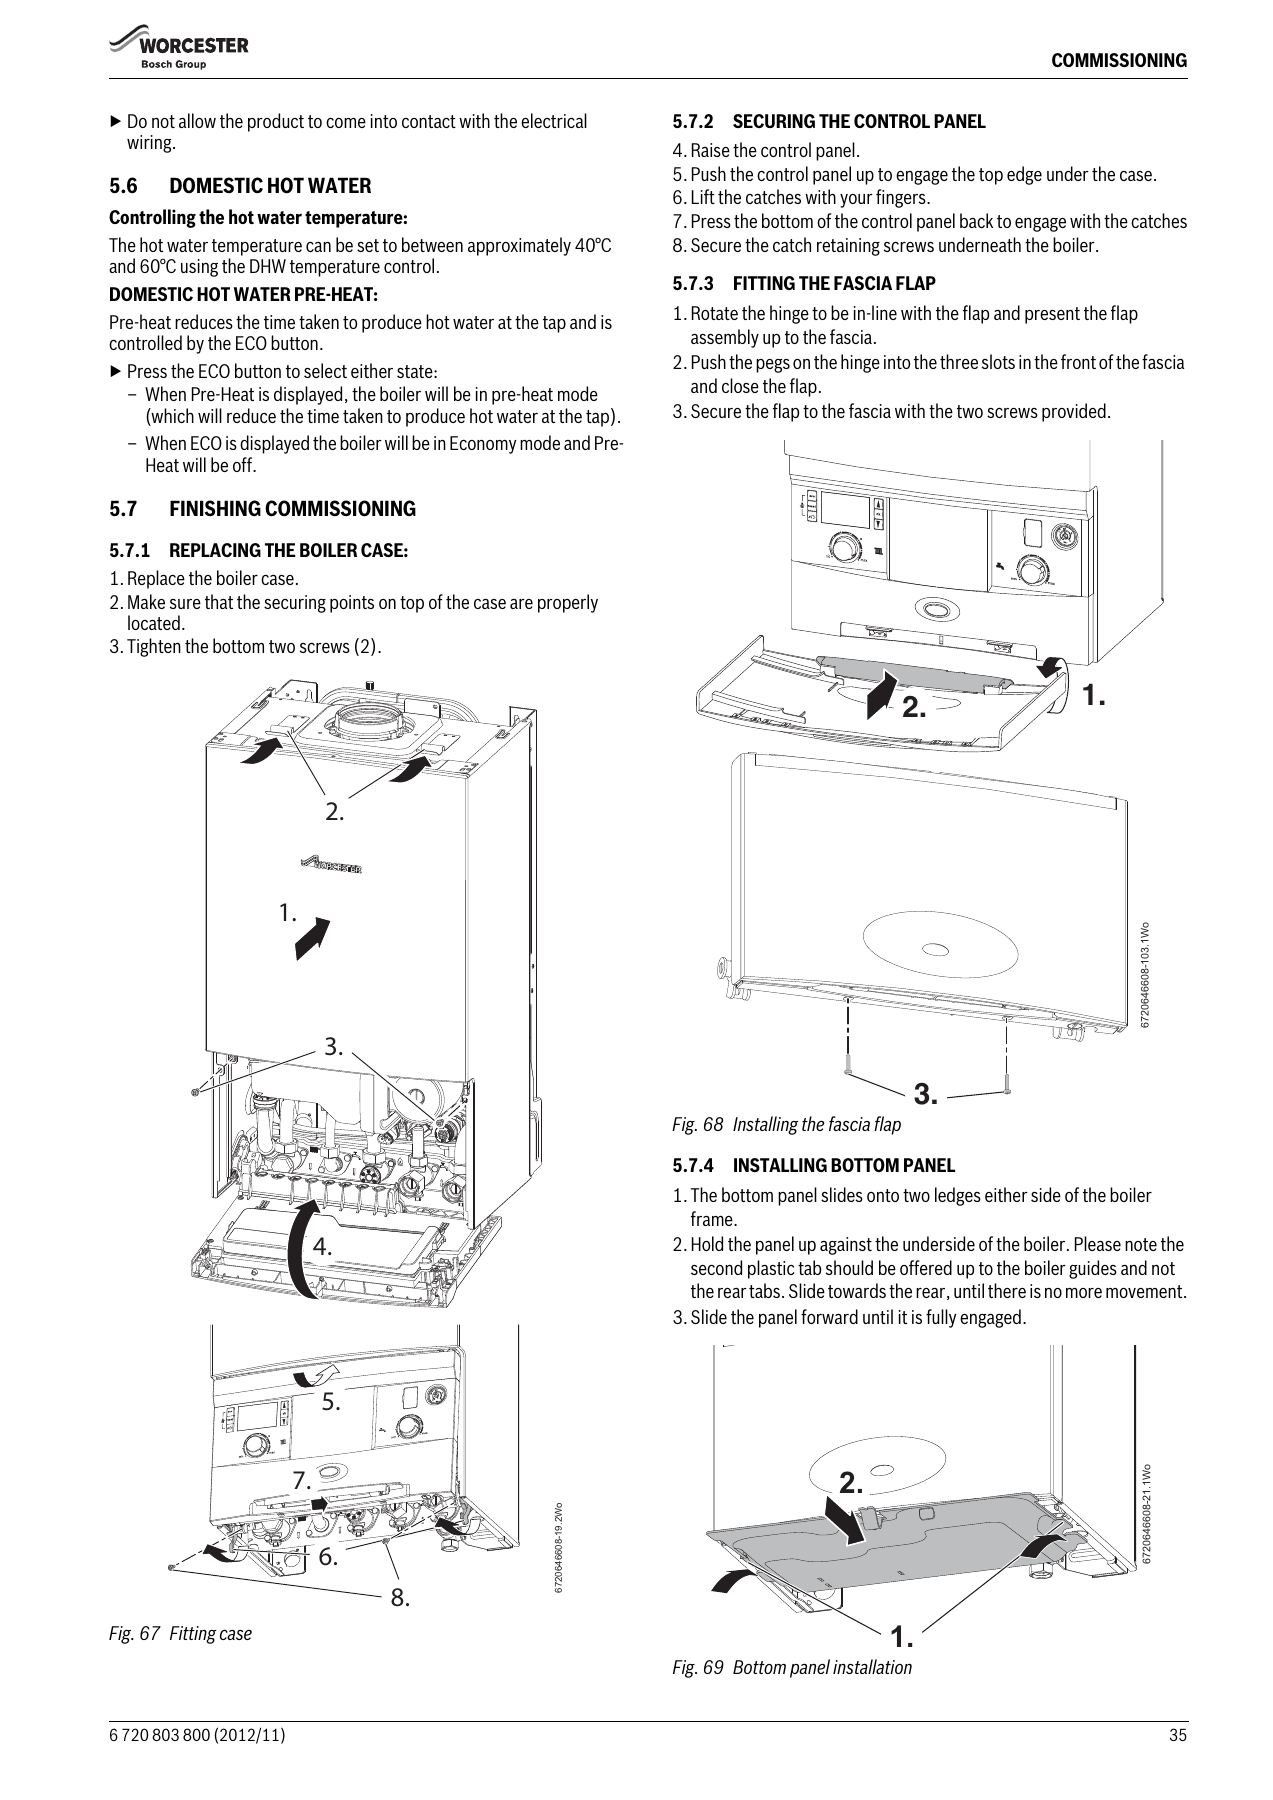 WORCESTER
Bosch Group
COMMISSIONING
▶ Do not allow the product to come into contact with the electrical
wiring.
5.6 DOMESTIC HOT WATER
Controlling the hot water temperature:
The hot water temperature can be set to between approximately 40°C
and 60°C using the DHW temperature control.
DOMESTIC HOT WATER PRE-HEAT:
Pre-heat reduces the time taken to produce hot water at the tap and is
controlled by the ECO button.
▶ Press the ECO button to select either state:
– When Pre-Heat is displayed, the boiler will be in pre-heat mode
(which will reduce the time taken to produce hot water at the tap).
– When ECO is displayed the boiler will be in Economy mode and Pre-
Heat will be off.
5.7 FINISHING COMMISSIONING
5.7.1 REPLACING THE BOILER CASE:
1. Replace the boiler case.
2. Make sure that the securing points on top of the case are properly
located.
3. Tighten the bottom two screws (2).
2.
WORCESTER
1.
3.
4.
5.
7.
6.
8.
6720646608-19.2Wo
Fig. 67 Fitting case
5.7.2 SECURING THE CONTROL PANEL
4. Raise the control panel.
5. Push the control panel up to engage the top edge under the case.
6. Lift the catches with your fingers.
7. Press the bottom of the control panel back to engage with the catches
8. Secure the catch retaining screws underneath the boiler.
5.7.3 FITTING THE FASCIA FLAP
1. Rotate the hinge to be in-line with the flap and present the flap
assembly up to the fascia.
2. Push the pegs on the hinge into the three slots in the front of the fascia
and close the flap.
3. Secure the flap to the fascia with the two screws provided.
1.
2.
6720646608-103.1Wo
3.
Fig. 68 Installing the fascia flap
5.7.4 INSTALLING BOTTOM PANEL
1. The bottom panel slides onto two ledges either side of the boiler
frame.
2. Hold the panel up against the underside of the boiler. Please note the
second plastic tab should be offered up to the boiler guides and not
the rear tabs. Slide towards the rear, until there is no more movement.
3. Slide the panel forward until it is fully engaged.
2.
6720646608-21.1Wo
1.
Fig. 69 Bottom panel installation
6 720 803 800 (2012/11)
35